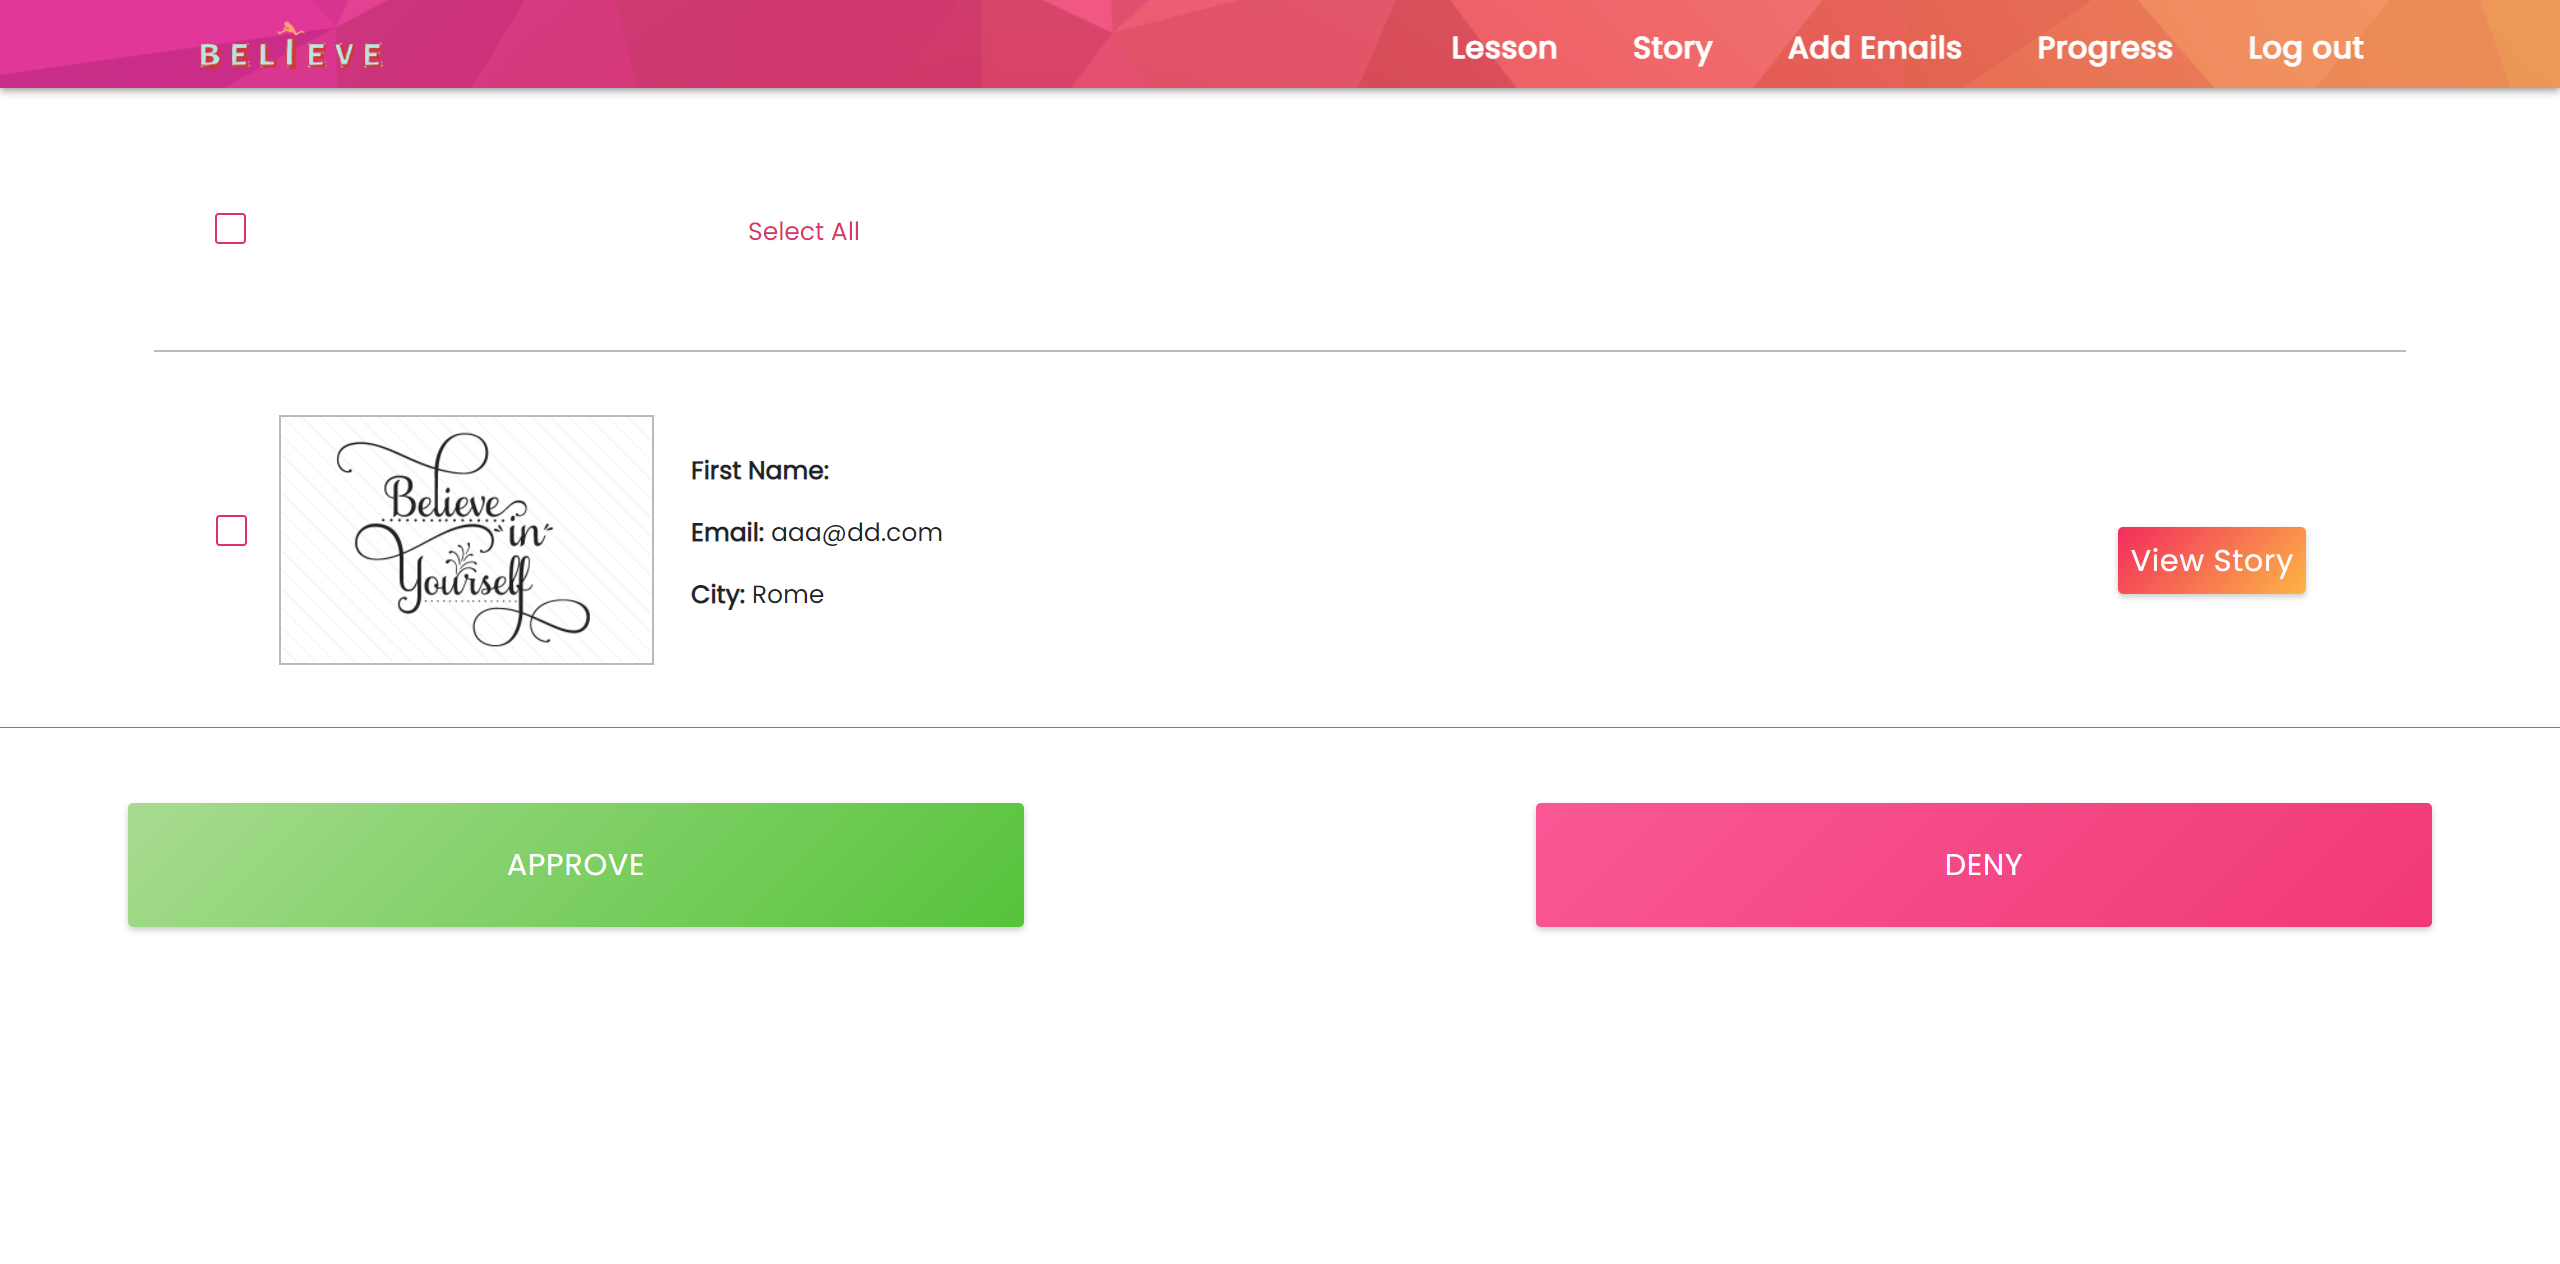 BELIEVE
Lesson Story Add Emails Progress Log out
Select All
Believe
in
Yourself
First Name:
Email: aaa@dd.com
City: Rome
View Story
APPROVE DENY